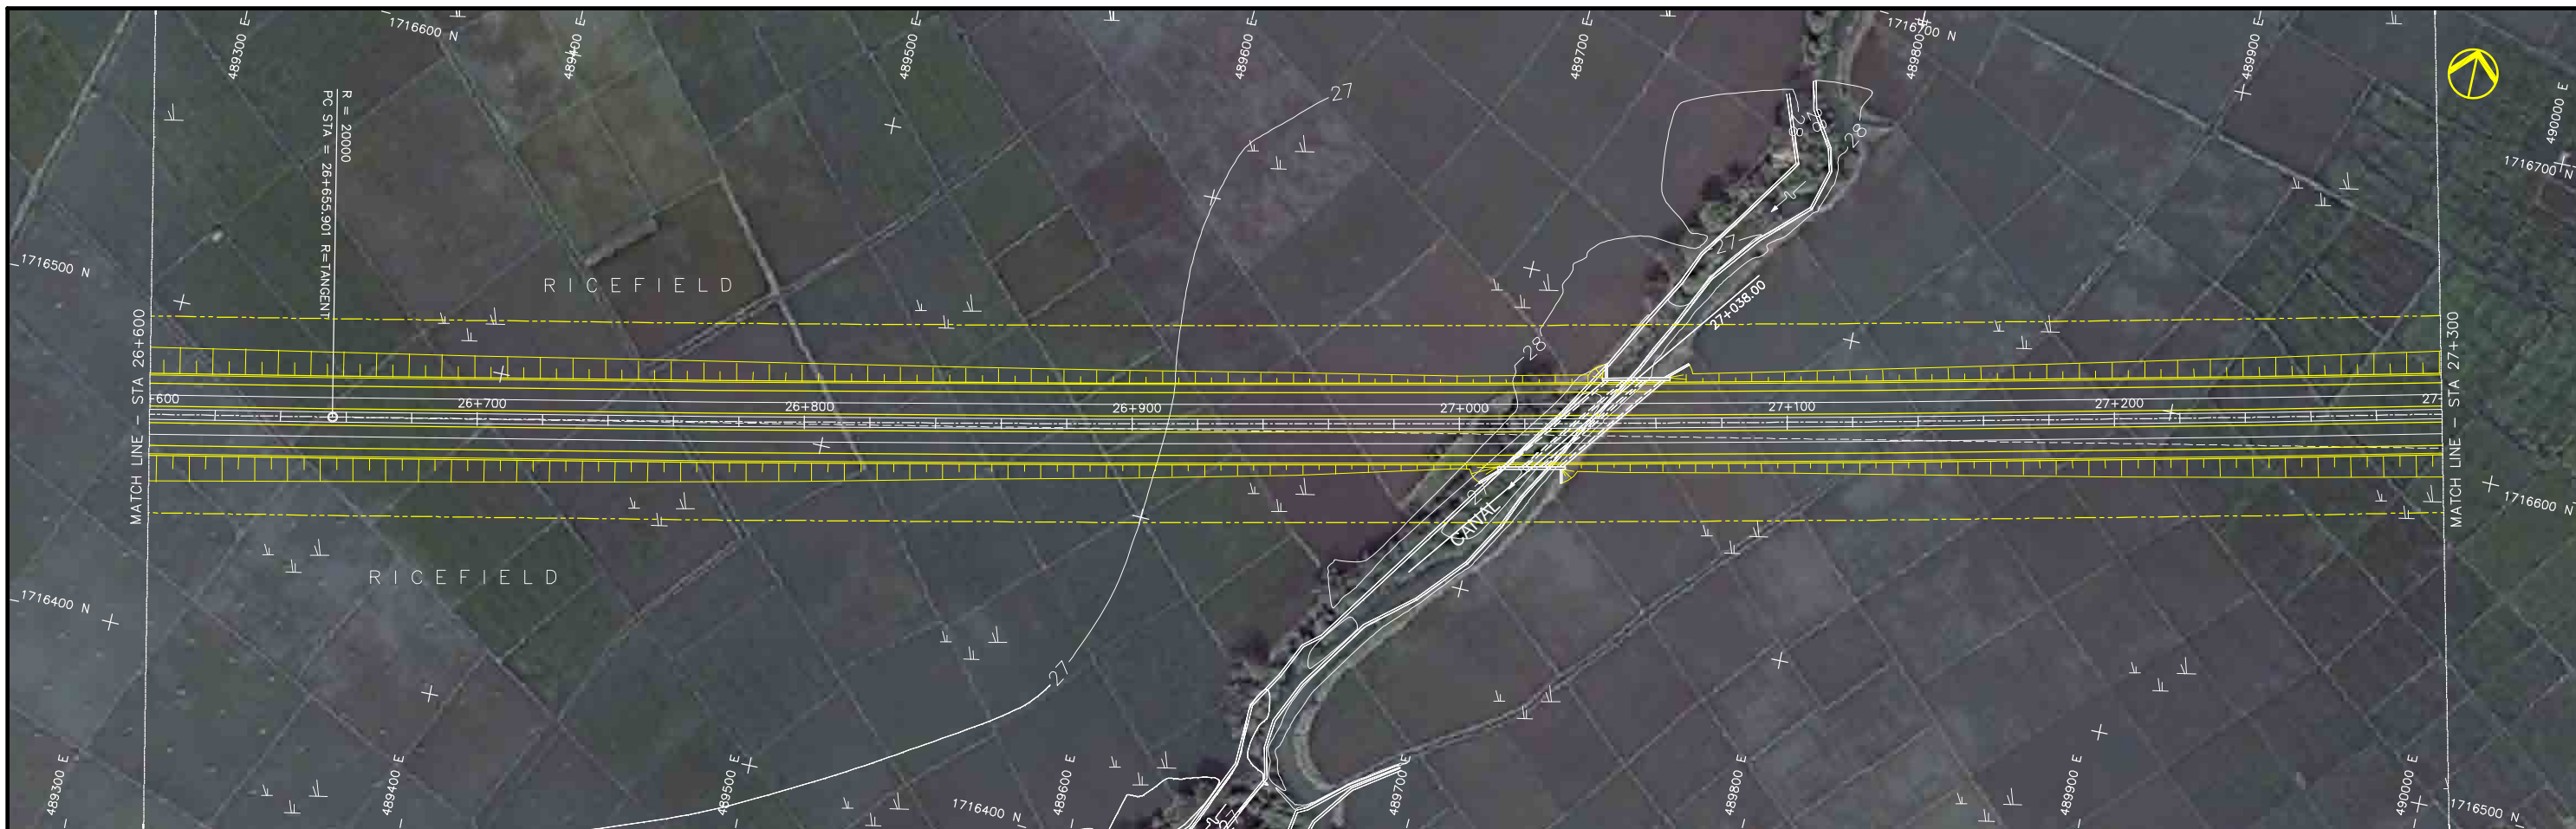 489300 E
1716600 N
489400 E
489500 E
489600 E
489700 E
1716700 N
489800 E
489900 E
490000 E
1716700 N
R = 20000
PC STA = 26+655.901 R=TANGENT
27
28
28
28
1716500 N
RICEFIELD
27
27+038.00
MATCH LINE - STA 26+600
MATCH LINE - STA 27+300
28
+600
26+700
26+800
26+900
27+000
27+100
27+200
27+
27
CANAL
1716600 N
RICEFIELD
1716400 N
27
489300 E
489400 E
489500 E
489600 E
489700 E
489800 E
489900 E
490000 E
1716400 N
1716500 N
27